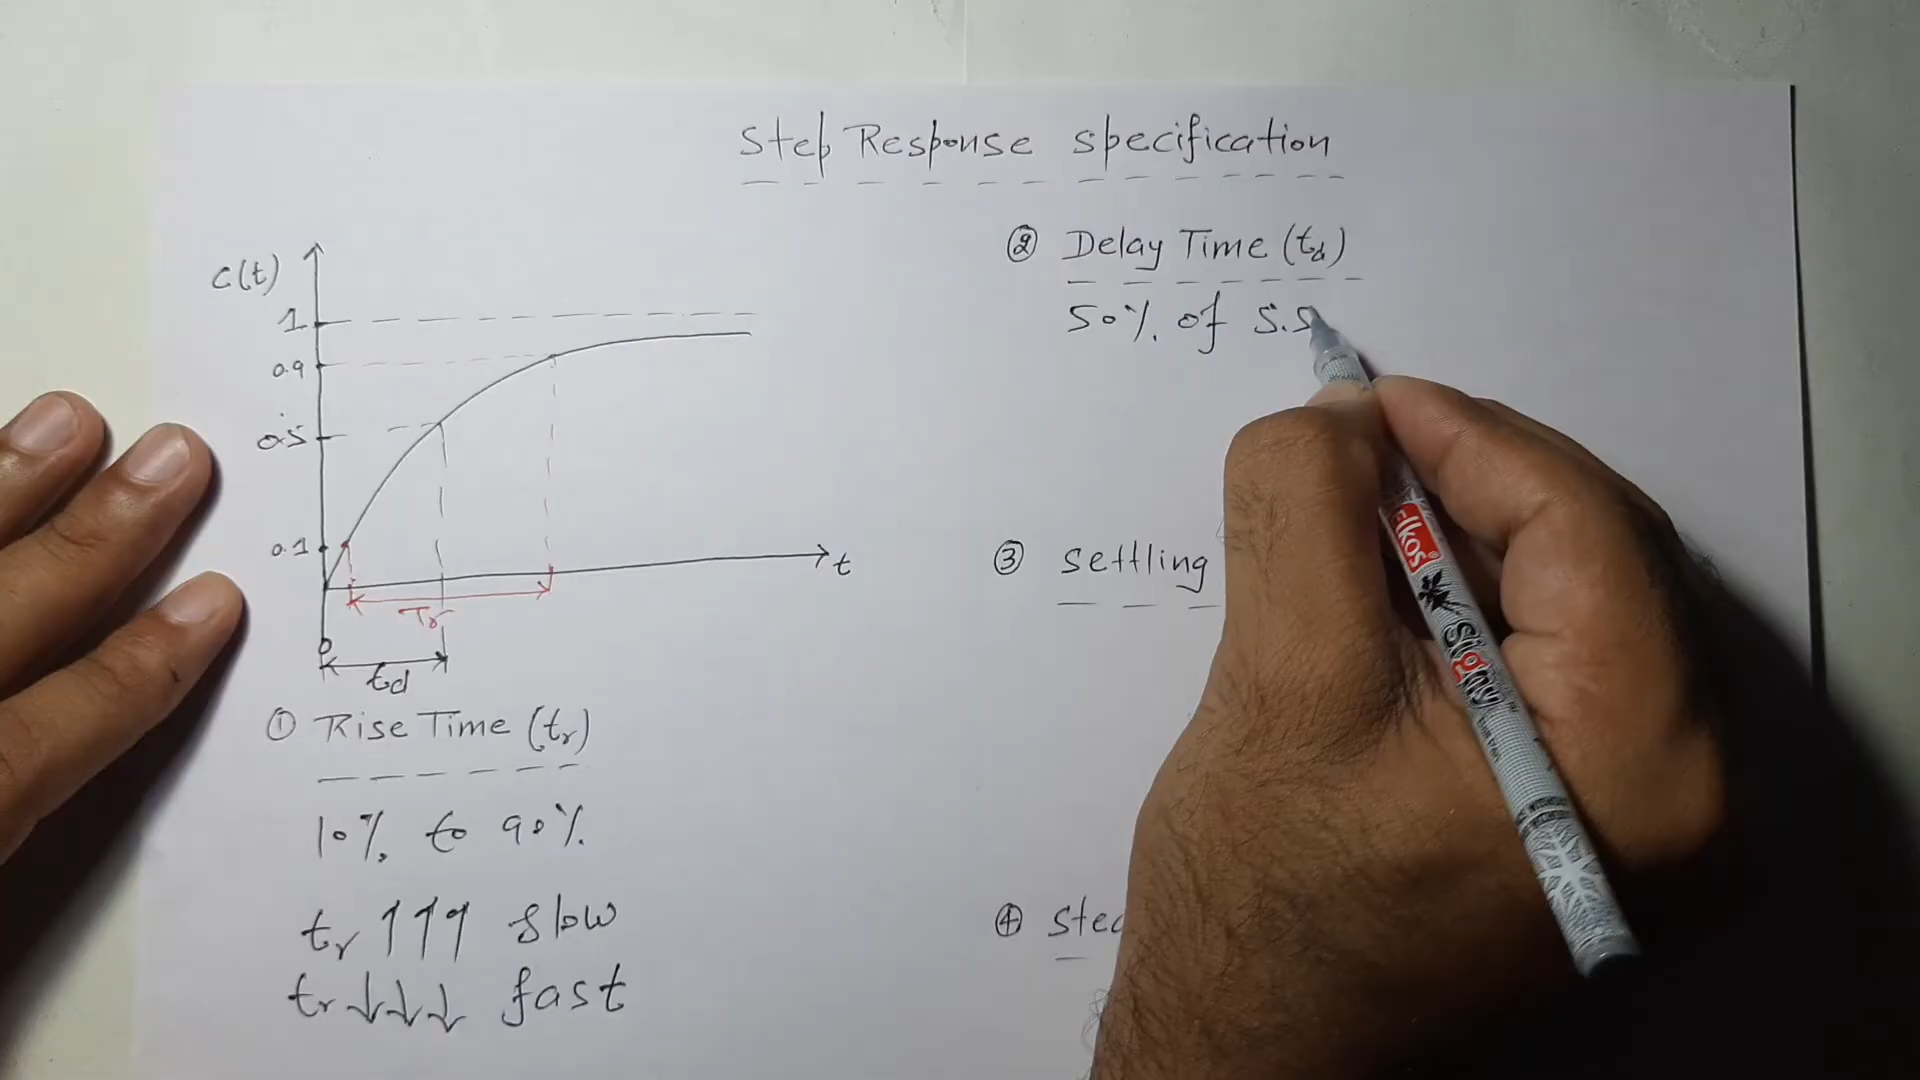 Step Response specification
c(t)
1
0.9
0.5
0.1
t
Tr
0
td
① Rise Time (tr)
10% to 90%
tr ↑↑↑ slow
tr ↓↓↓ fast
② Delay Time (td)
50% of S.S
③ settling
④
elkos
Signy